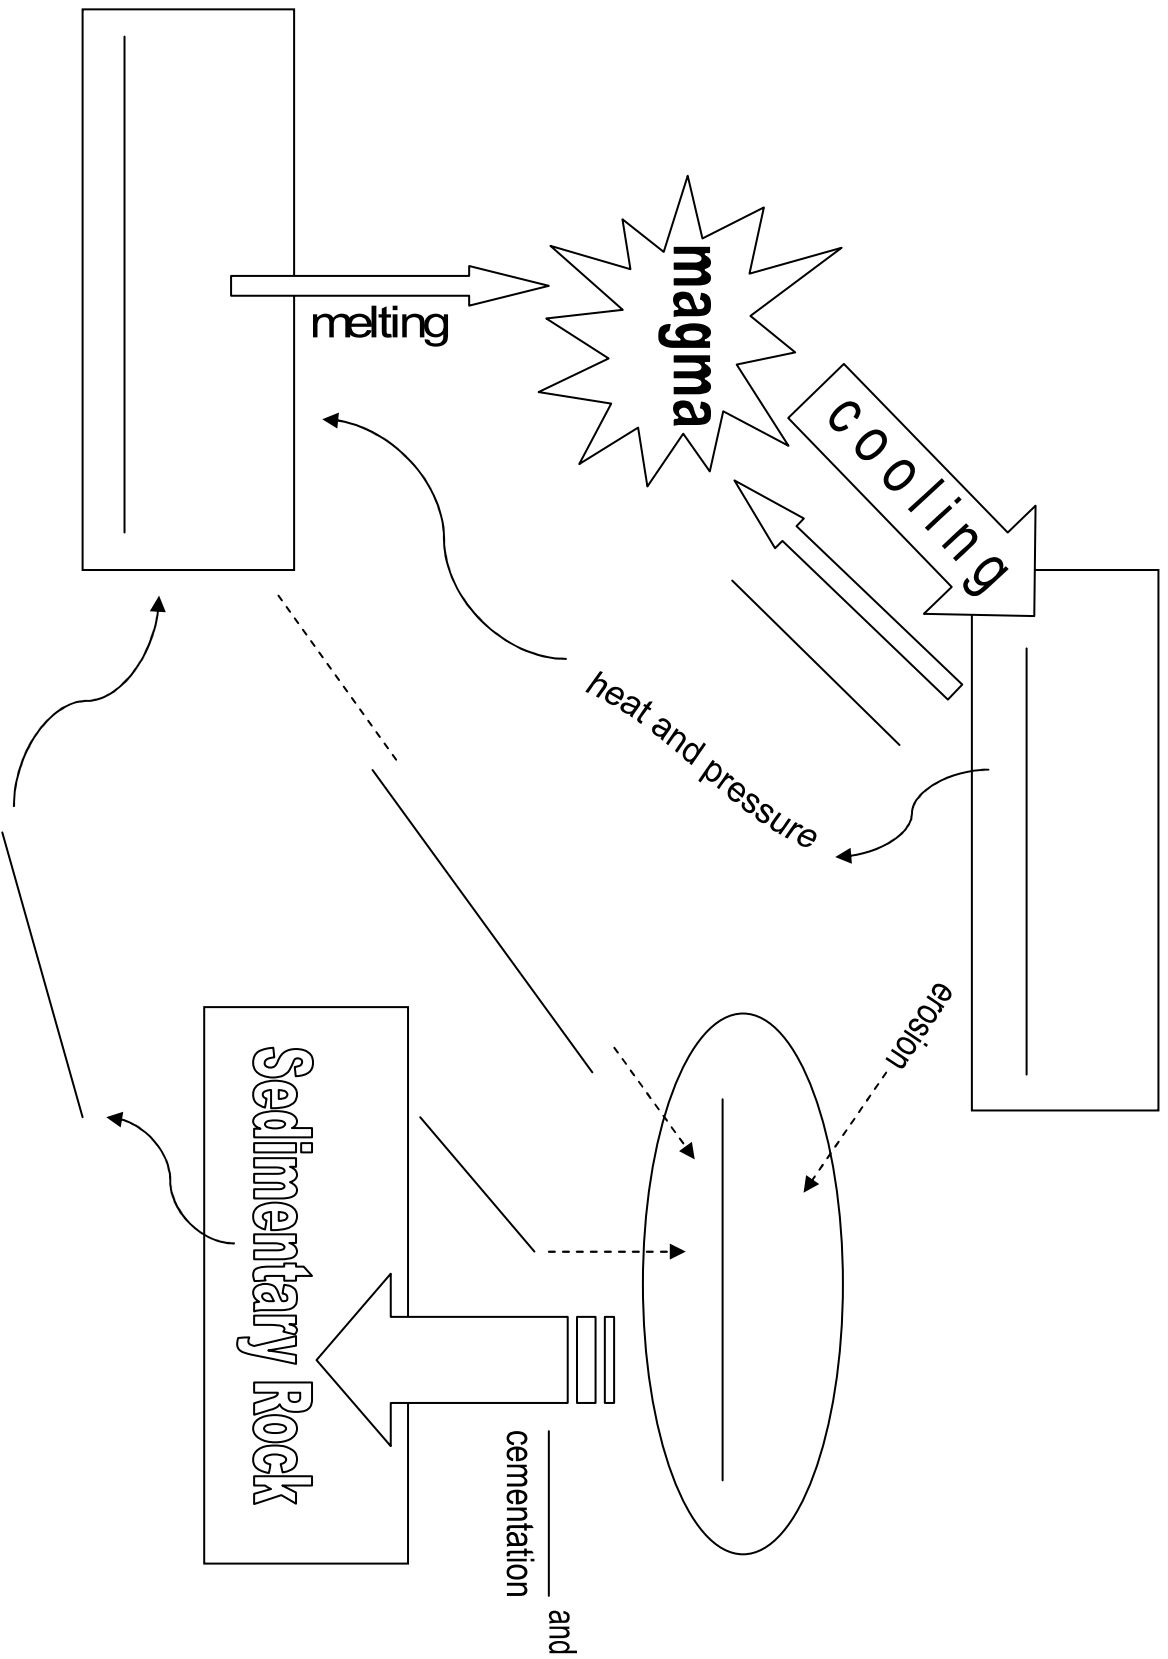 cooling
magma
melting
heat and pressure
erosion
Sedimentary Rock
and
cementation